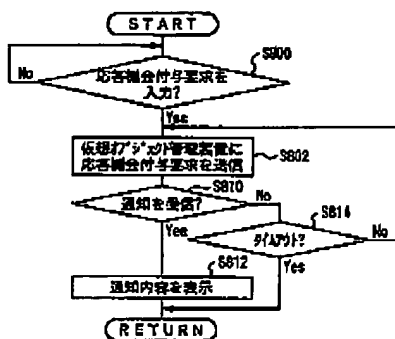 START
S900
応答機会付与要求を
入力?
No
Yes
仮想オブジェクト管理装置に
応答機会付与要求を送信
S802
S810
通知を受信?
No
Yes
S814
タイムアウト?
No
Yes
S812
通知内容を表示
RETURN